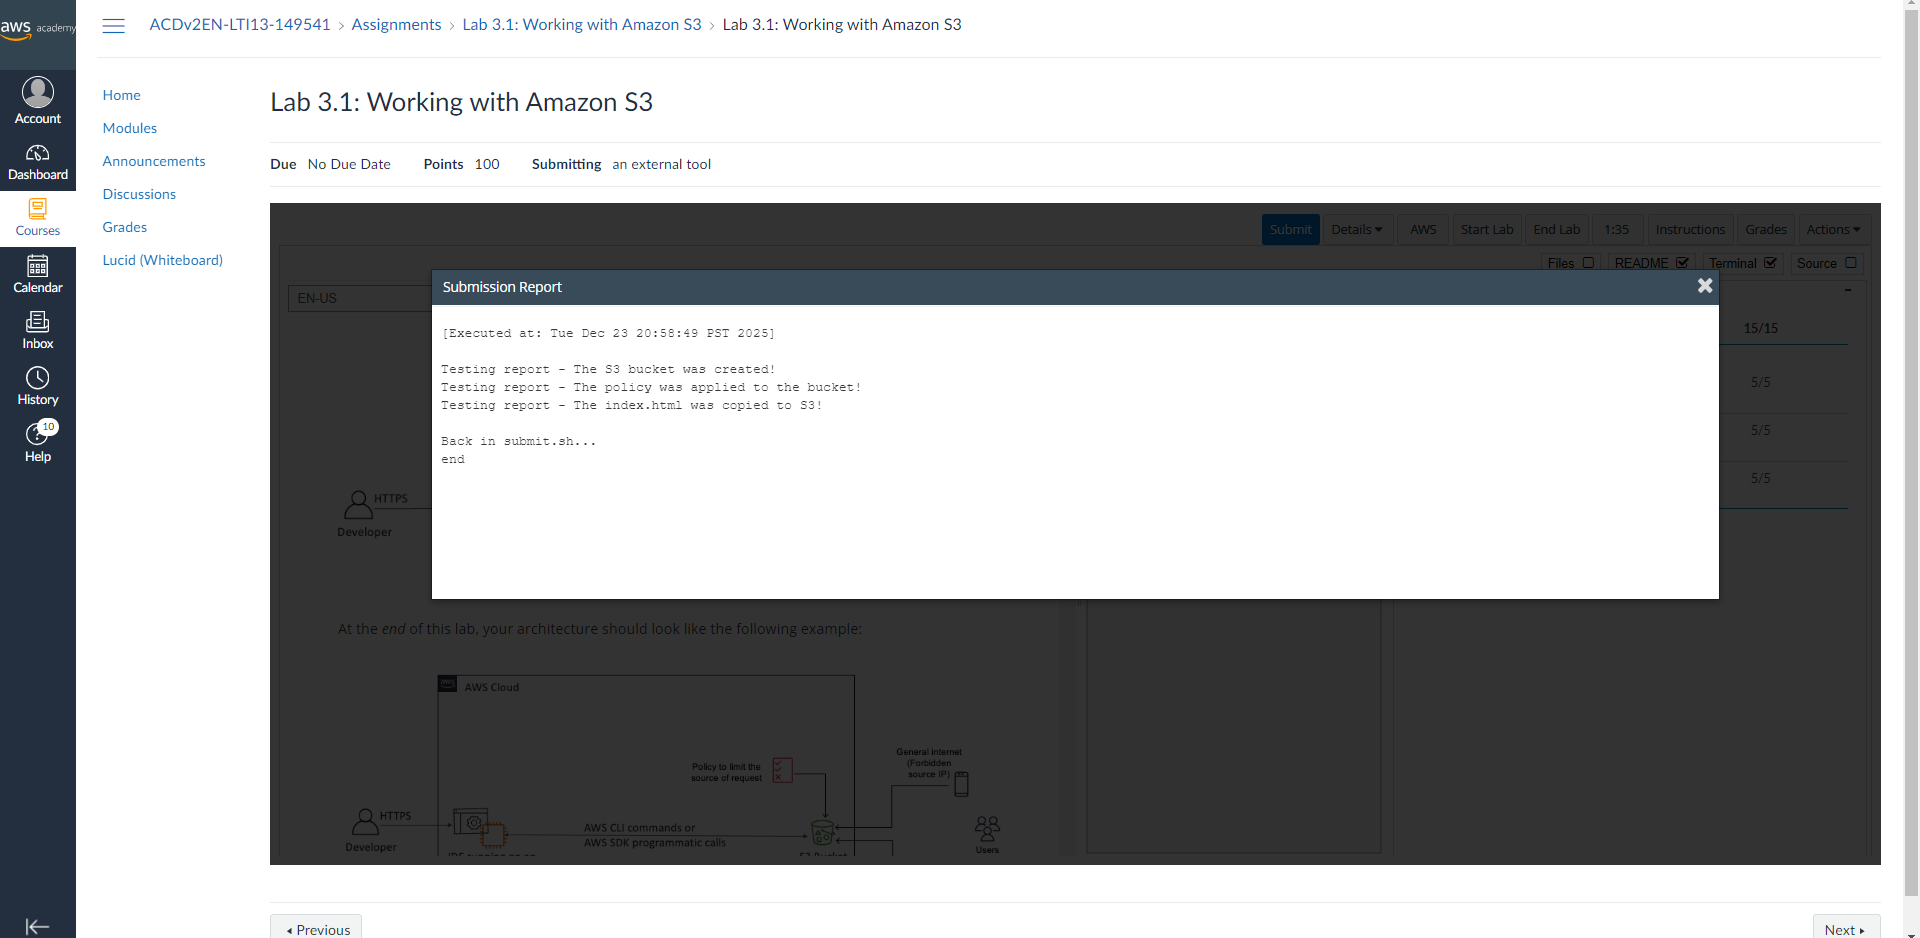 aws academy
Account
Dashboard
Courses
Calendar
Inbox
History
10
Help
ACDv2EN-LTI13-149541 › Assignments › Lab 3.1: Working with Amazon S3 › Lab 3.1: Working with Amazon S3
Home
Modules
Announcements
Discussions
Grades
Lucid (Whiteboard)
Lab 3.1: Working with Amazon S3
Due No Due Date Points 100 Submitting an external tool
Submit Details AWS Start Lab End Lab 1:35 Instructions Grades Actions
Files README Terminal Source
EN-US
Submission Report
[Executed at: Tue Dec 23 20:58:49 PST 2025]
Testing report - The S3 bucket was created!
Testing report - The policy was applied to the bucket!
Testing report - The index.html was copied to S3!
Back in submit.sh...
end
15/15
5/5
5/5
5/5
HTTPS
Developer
At the end of this lab, your architecture should look like the following example:
aws AWS Cloud
Policy to limit the
source of request
General internet
(Forbidden
source IP)
HTTPS
Developer
AWS CLI commands or
AWS SDK programmatic calls
S3 Bucket
Users
Previous
Next